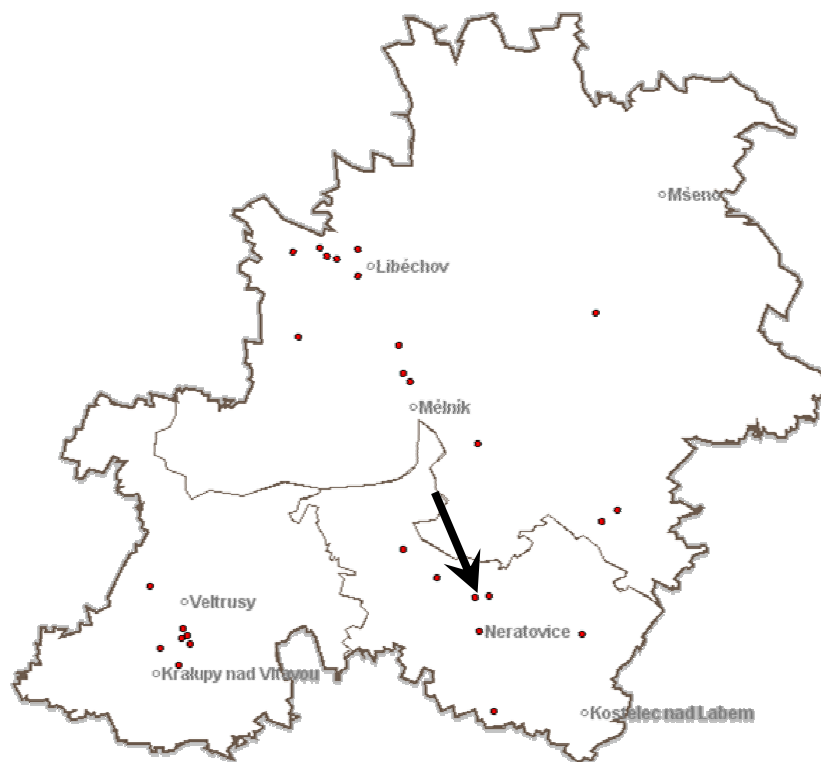 Mšeno
Liběchov
Mělník
Veltrusy
Neratovice
Kralupy nad Vltavou
Kostelec nad Labem